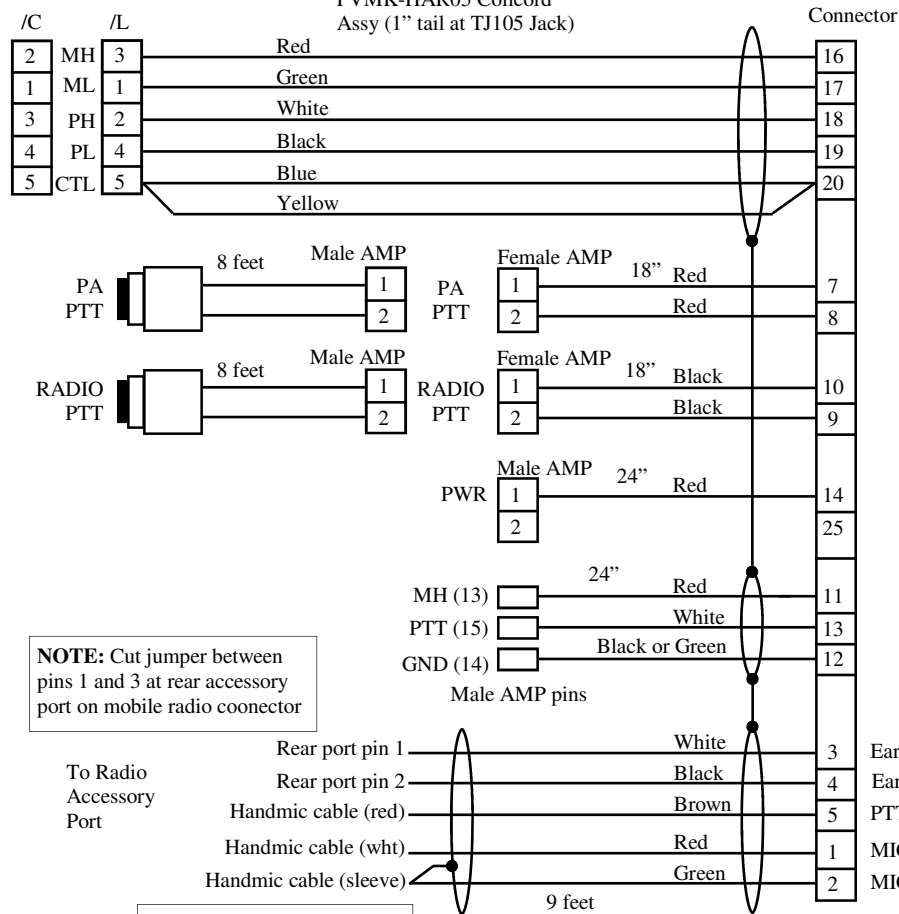 PVMK-HAR05 Concord
/C /L Assy (1” tail at TJ105 Jack) Connector
2 MH 3 Red 16
1 ML 1 Green 17
3 PH 2 White 18
4 PL 4 Black 19
5 CTL 5 Blue 20
Yellow
8 feet Male AMP Female AMP 18”
PA 1 PA 1 Red 7
PTT 2 PTT 2 Red 8
8 feet Male AMP Female AMP 18”
RADIO 1 RADIO 1 Black 10
PTT 2 PTT 2 Black 9
Male AMP 24”
PWR 1 Red 14
2 25
24”
MH (13) Red 11
PTT (15) White 13
GND (14) Black or Green 12
Male AMP pins
NOTE: Cut jumper between
pins 1 and 3 at rear accessory
port on mobile radio coonector
To Radio
Accessory
Port
Rear port pin 1 White 3
Rear port pin 2 Black 4
Handmic cable (red) Brown 5
Handmic cable (wht) Red 1
Handmic cable (sleeve) Green 2
9 feet